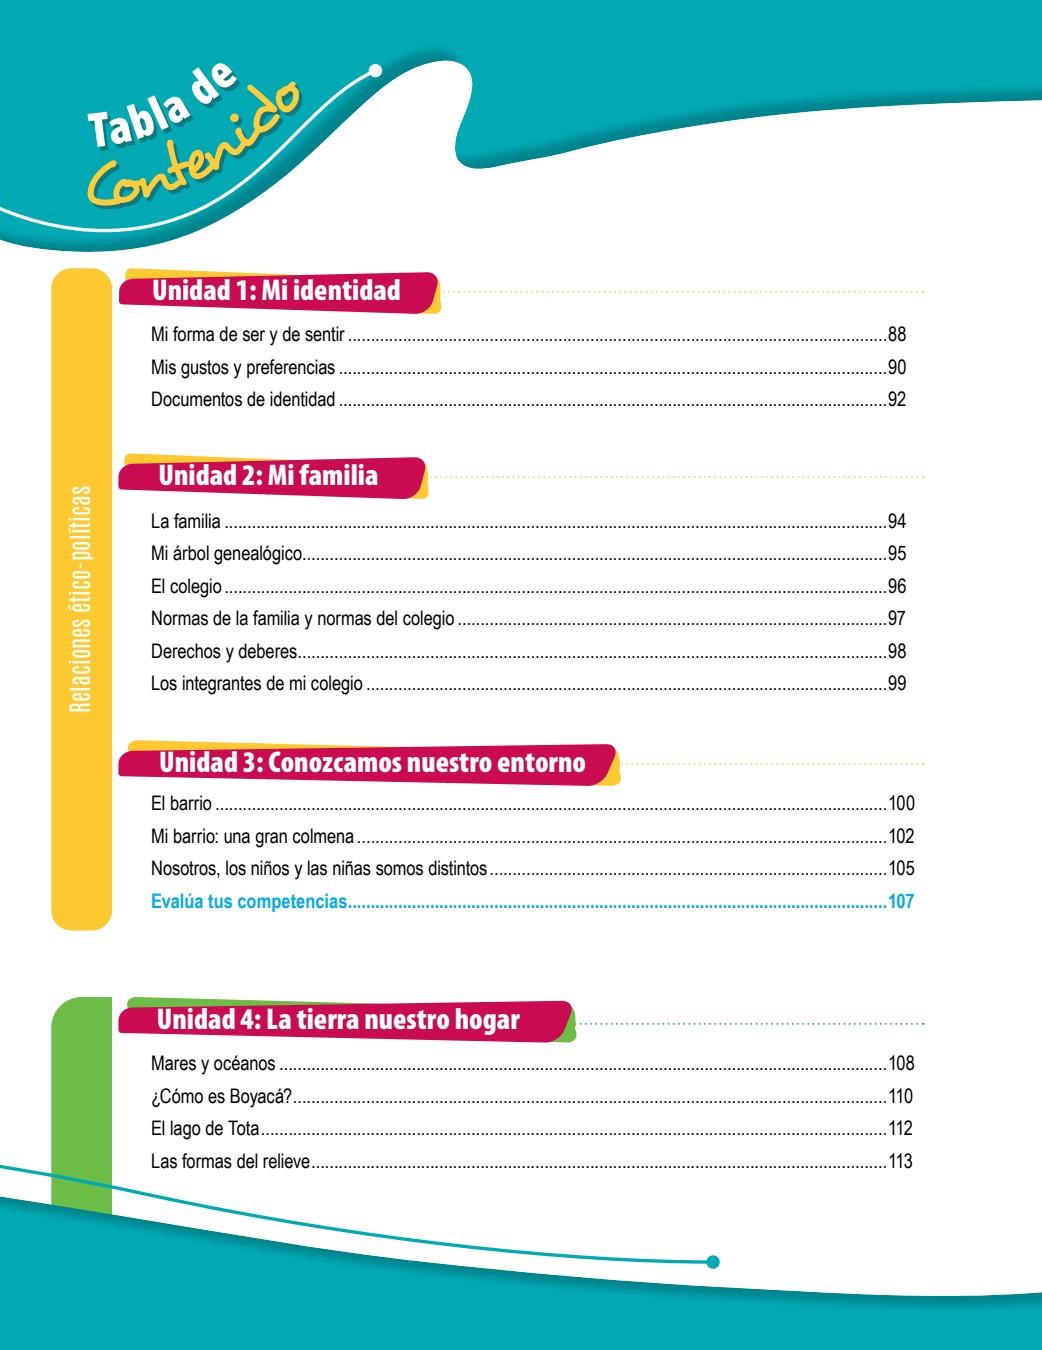 Tabla de
Contenido
Relaciones ético-políticas
Unidad 1: Mi identidad
Mi forma de ser y de sentir ........................ 88
Mis gustos y preferencias ........................ 90
Documentos de identidad ........................ 92
Unidad 2: Mi familia
La familia ........................ 94
Mi árbol genealógico ........................ 95
El colegio ........................ 96
Normas de la familia y normas del colegio ........................ 97
Derechos y deberes ........................ 98
Los integrantes de mi colegio ........................ 99
Unidad 3: Conozcamos nuestro entorno
El barrio ........................ 100
Mi barrio: una gran colmena ........................ 102
Nosotros, los niños y las niñas somos distintos ........................ 105
Evalúa tus competencias ........................ 107
Unidad 4: La tierra nuestro hogar
Mares y océanos ........................ 108
¿Cómo es Boyacá? ........................ 110
El lago de Tota ........................ 112
Las formas del relieve ........................ 113